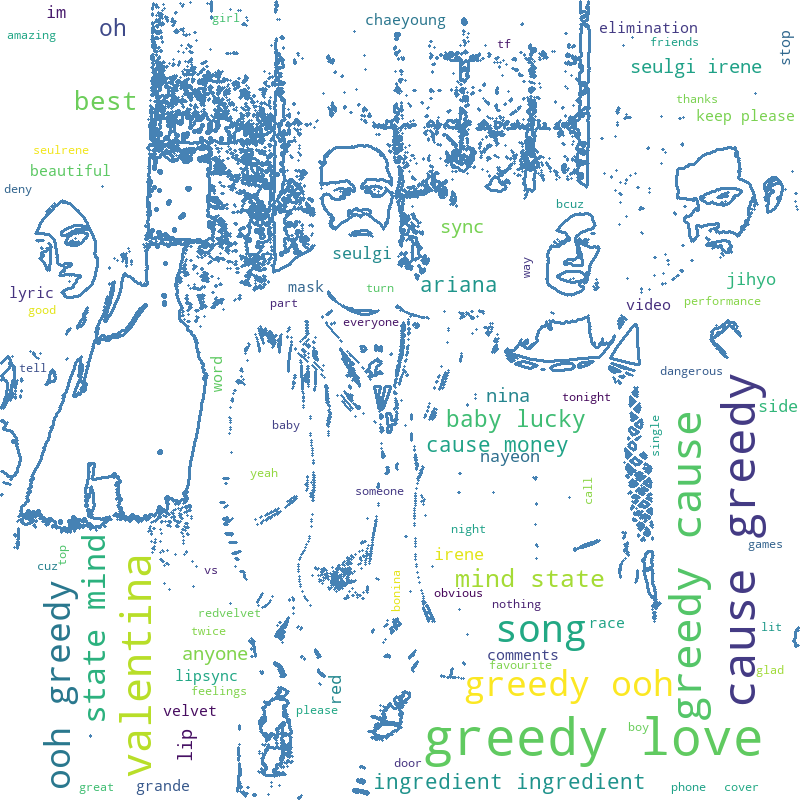 im
girl
chaeyoung
oh
amazing
elimination
stop
friends
tf
seulgi irene
best
thanks
keep please
seulrene
beautiful
deny
bcuz
sync
seulgi
way
ariana
jihyo
lyric
mask
turn
good
part
video
performance
everyone
tell
word
dangerous
nina
tonight
side
baby lucky
baby
cause money
single
nayeon
yeah
call
someone
greedy cause
cause greedy
night
games
top
irene
cuz
vs
mind state
state mind
ooh greedy
valentina
bonina
obvious
nothing
redvelvet
song
race
lit
twice
anyone
comments
favourite
glad
lipsync
feelings
red
greedy ooh
velvet
please
boy
lip
greedy love
door
great
grande
ingredient ingredient
phone
cover